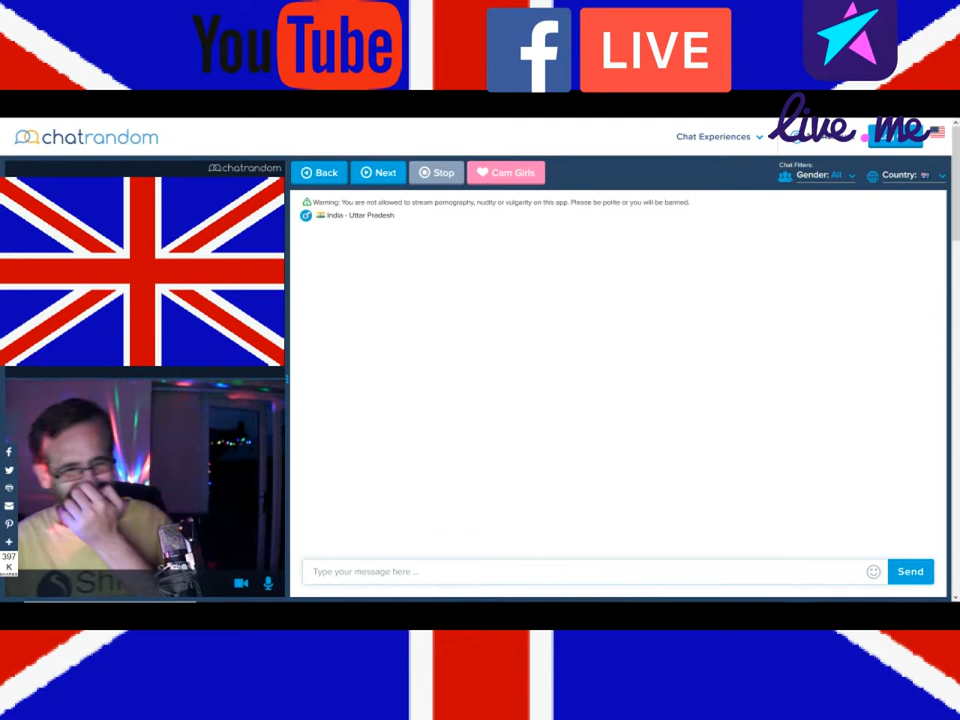 YouTube
f LIVE
live.me
chatrandom
Chat Experiences
chatrandom
Back
Next
Stop
Cam Girls
Chat Filters:
Gender: All
Country:
Warning: You are not allowed to stream pornography, nudity or vulgarity on this app. Please be polite or you will be banned.
India - Uttar Pradesh
397
K
SHARES
Type your message here ...
Send